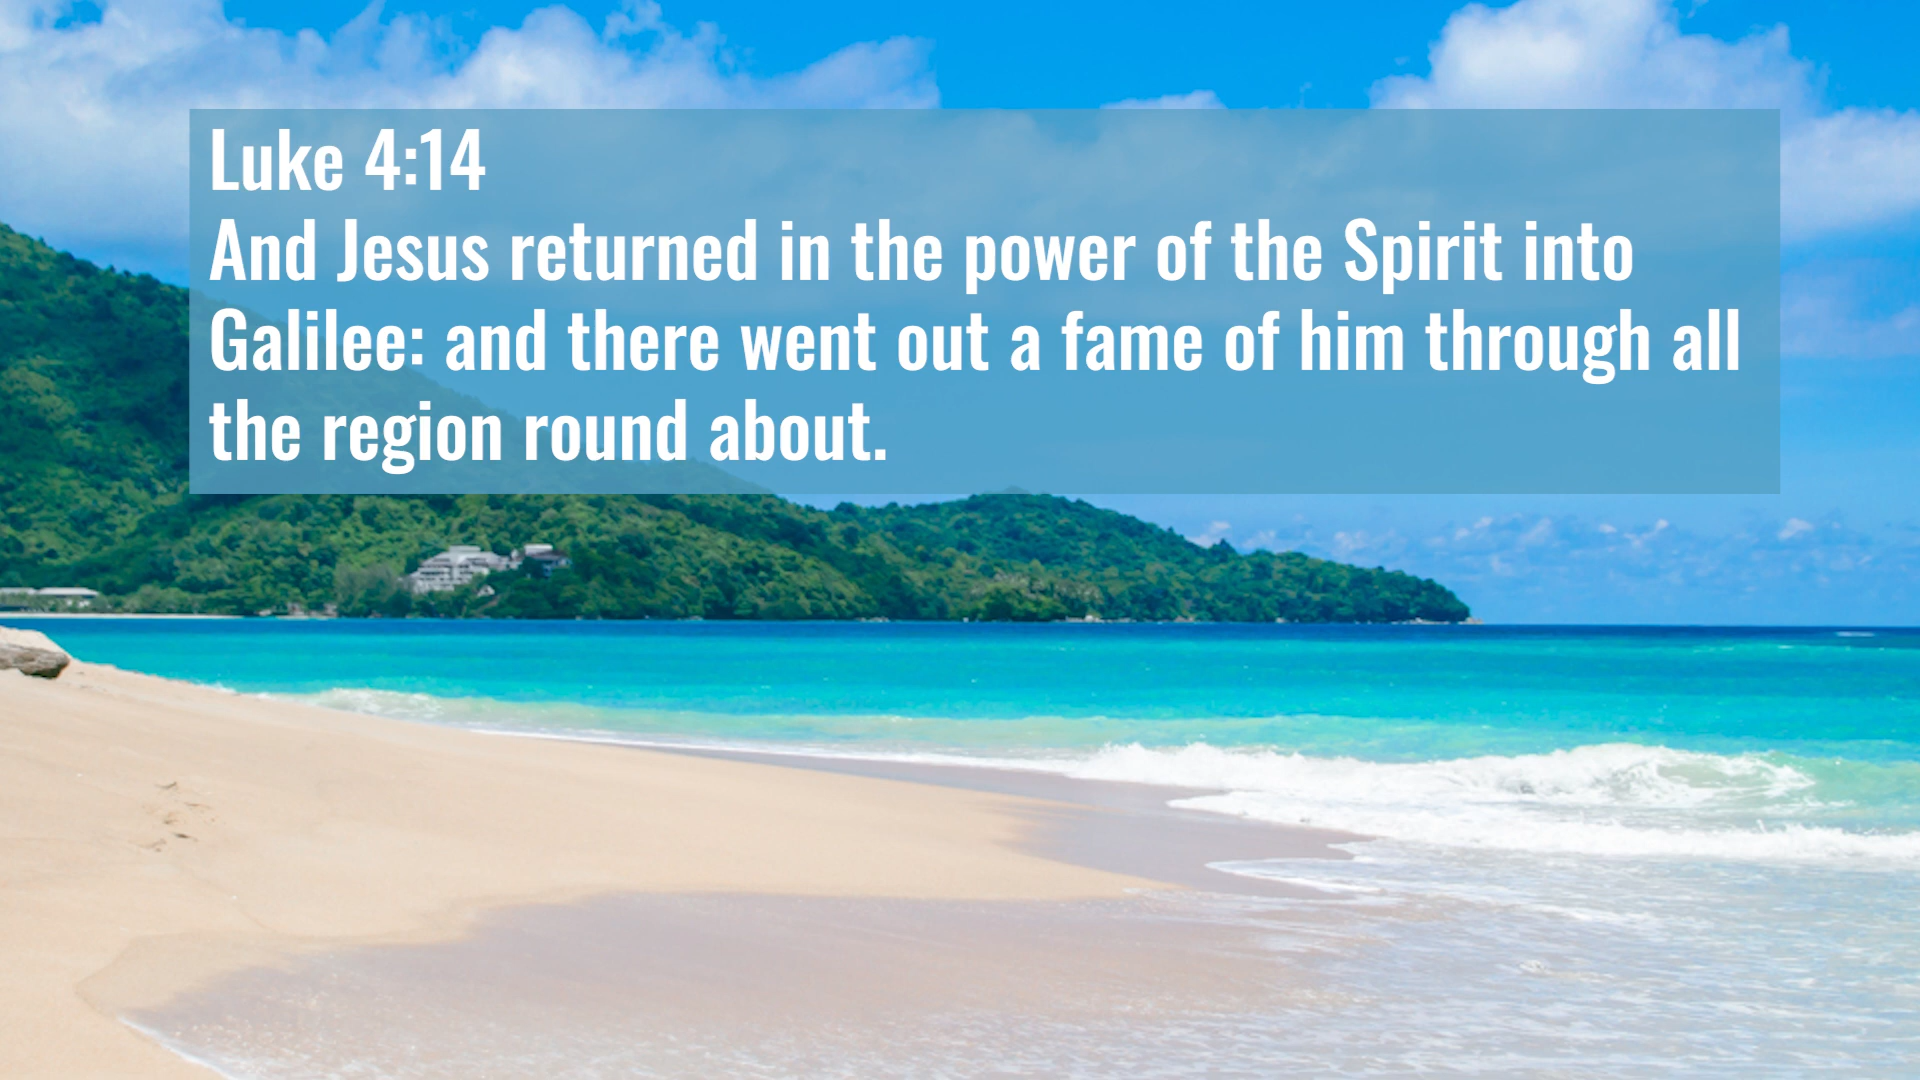 Luke 4:14
And Jesus returned in the power of the Spirit into
Galilee: and there went out a fame of him through all
the region round about.